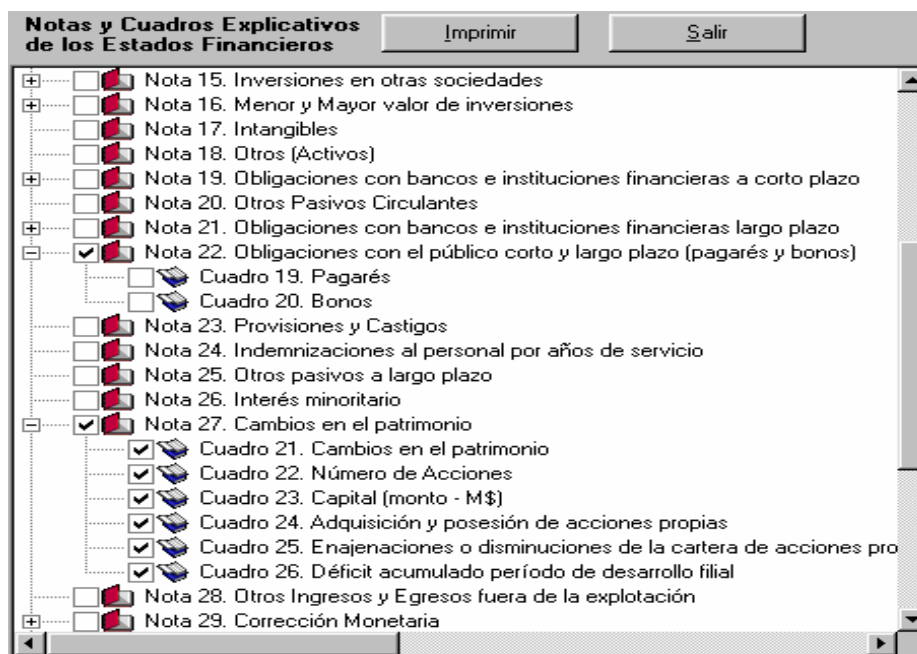 Notas y Cuadros Explicativos
de los Estados Financieros
Imprimir
Salir
Nota 15. Inversiones en otras sociedades
Nota 16. Menor y Mayor valor de inversiones
Nota 17. Intangibles
Nota 18. Otros (Activos)
Nota 19. Obligaciones con bancos e instituciones financieras a corto plazo
Nota 20. Otros Pasivos Circulantes
Nota 21. Obligaciones con bancos e instituciones financieras largo plazo
Nota 22. Obligaciones con el público corto y largo plazo (pagarés y bonos)
Cuadro 19. Pagarés
Cuadro 20. Bonos
Nota 23. Provisiones y Castigos
Nota 24. Indemnizaciones al personal por años de servicio
Nota 25. Otros pasivos a largo plazo
Nota 26. Interés minoritario
Nota 27. Cambios en el patrimonio
Cuadro 21. Cambios en el patrimonio
Cuadro 22. Número de Acciones
Cuadro 23. Capital (monto - M$)
Cuadro 24. Adquisición y posesión de acciones propias
Cuadro 25. Enajenaciones o disminuciones de la cartera de acciones pro
Cuadro 26. Déficit acumulado período de desarrollo filial
Nota 28. Otros Ingresos y Egresos fuera de la explotación
Nota 29. Corrección Monetaria